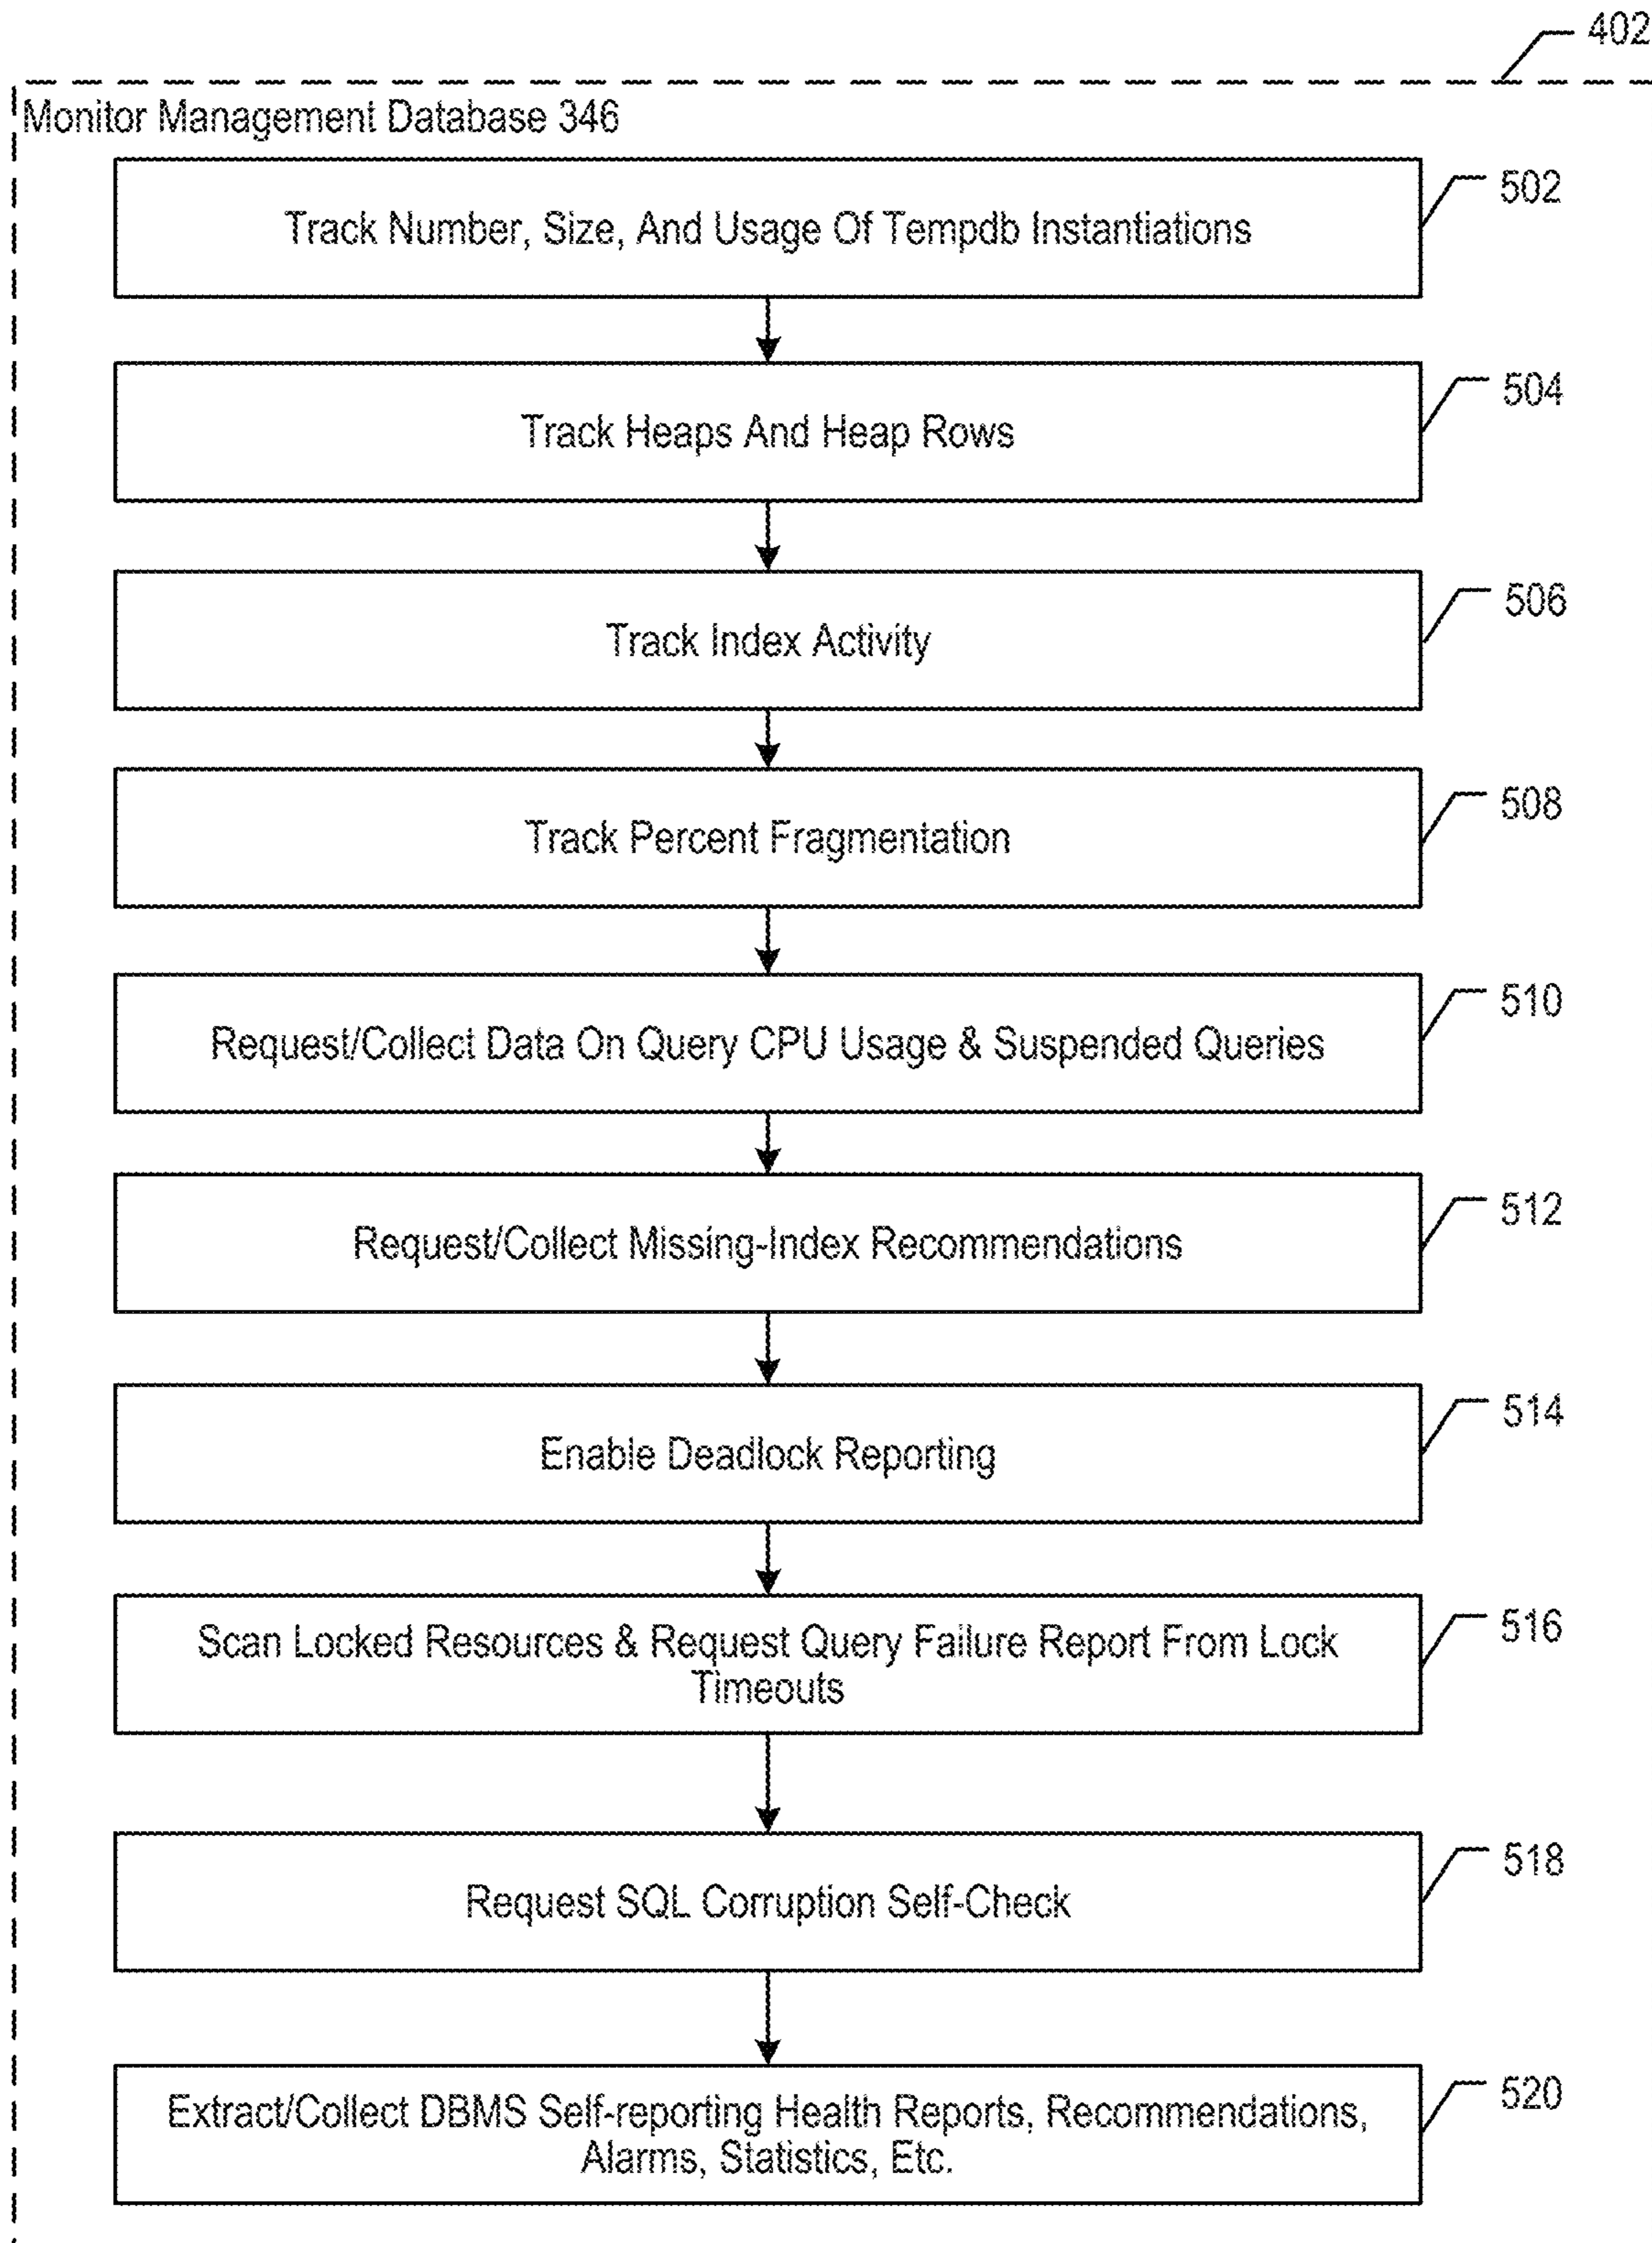 402
Monitor Management Database 346
502
Track Number, Size, And Usage Of Tempdb Instantiations
504
Track Heaps And Heap Rows
506
Track Index Activity
508
Track Percent Fragmentation
510
Request/Collect Data On Query CPU Usage & Suspended Queries
512
Request/Collect Missing-Index Recommendations
514
Enable Deadlock Reporting
516
Scan Locked Resources & Request Query Failure Report From Lock
Timeouts
518
Request SQL Corruption Self-Check
520
Extract/Collect DBMS Self-reporting Health Reports, Recommendations,
Alarms, Statistics, Etc.